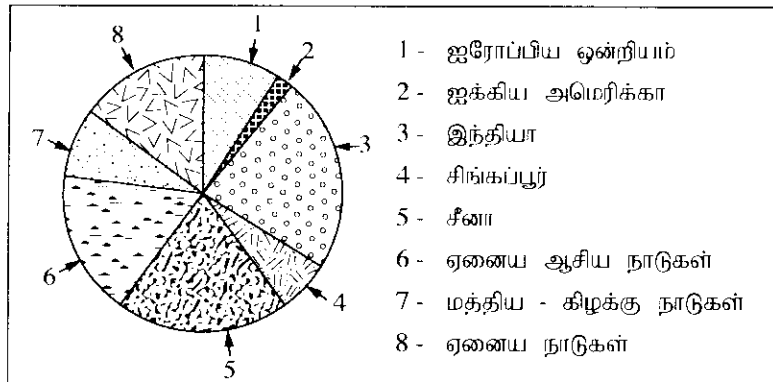 8
1
2
3
4
5
6
7
1 - ஐரோப்பிய ஒன்றியம்
2 - ஐக்கிய அமெரிக்கா
3 - இந்தியா
4 - சிங்கப்பூர்
5 - சீனா
6 - ஏனைய ஆசிய நாடுகள்
7 - மத்திய - கிழக்கு நாடுகள்
8 - ஏனைய நாடுகள்